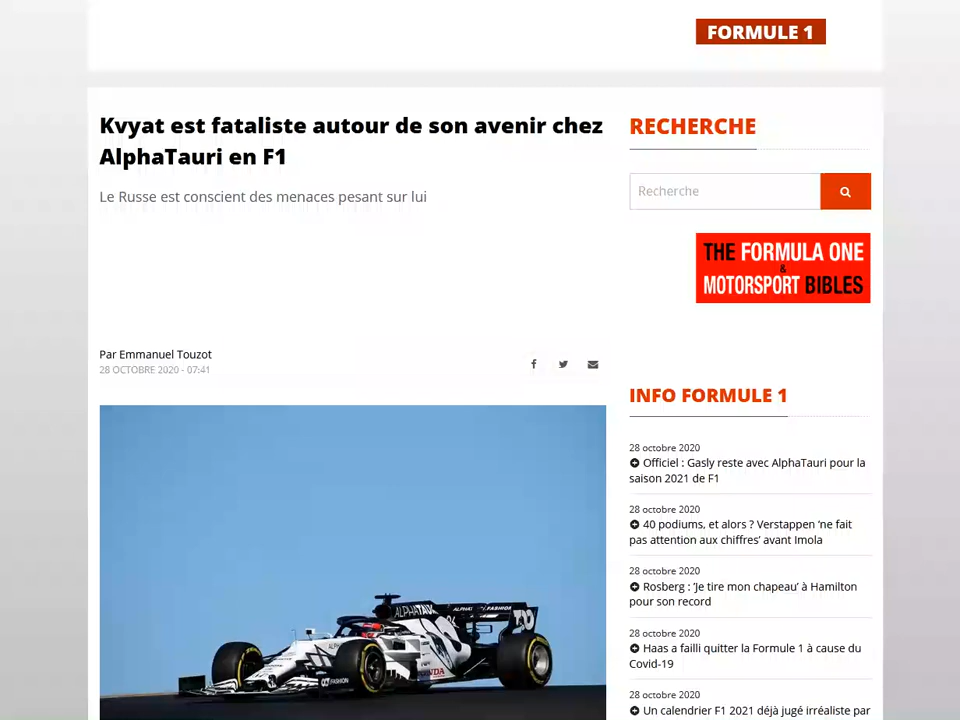 FORMULE 1
Kvyat est fataliste autour de son avenir chez
AlphaTauri en F1
Le Russe est conscient des menaces pesant sur lui
Par Emmanuel Touzot
28 OCTOBRE 2020 - 07:41
RECHERCHE
Recherche
THE FORMULA ONE
&
MOTORSPORT BIBLES
INFO FORMULE 1
28 octobre 2020
Officiel : Gasly reste avec AlphaTauri pour la
saison 2021 de F1
28 octobre 2020
40 podiums, et alors ? Verstappen ‘ne fait
pas attention aux chiffres’ avant Imola
28 octobre 2020
Rosberg : ‘Je tire mon chapeau’ à Hamilton
pour son record
28 octobre 2020
Haas a failli quitter la Formule 1 à cause du
Covid-19
28 octobre 2020
Un calendrier F1 2021 déjà jugé irréaliste par
ALPHATAURI
HONDA